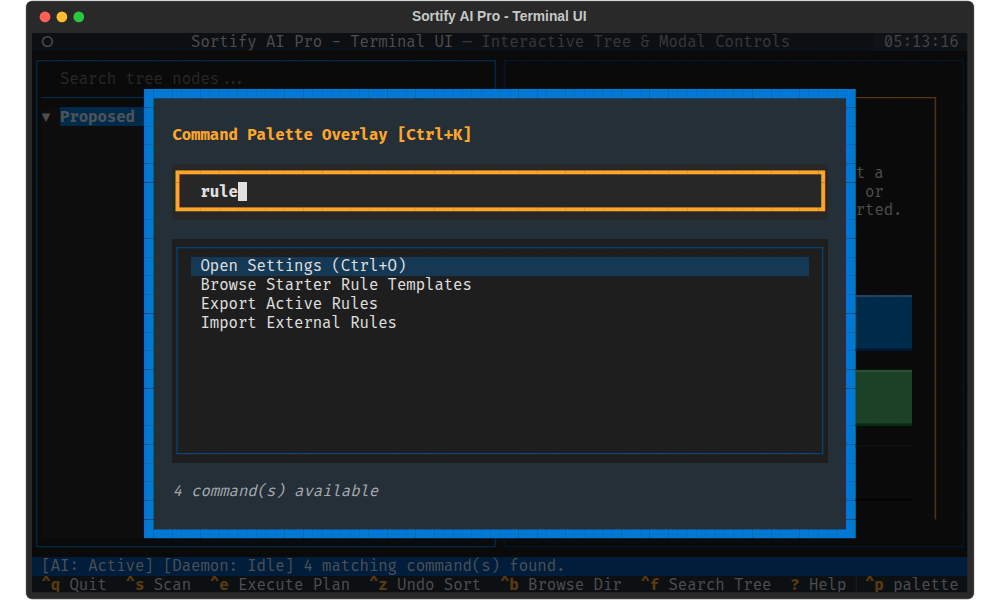 Sortify AI Pro - Terminal UI
Sortify AI Pro - Terminal UI — Interactive Tree & Modal Controls 05:13:16
Search tree nodes...
▼ Proposed
Command Palette Overlay [Ctrl+K]
t a
rule
or
rted.
Open Settings (Ctrl+O)
Browse Starter Rule Templates
Export Active Rules
Import External Rules
4 command(s) available
[AI: Active] [Daemon: Idle] 4 matching command(s) found.
^q Quit ^s Scan ^e Execute Plan ^z Undo Sort ^b Browse Dir ^f Search Tree ? Help ^p palette